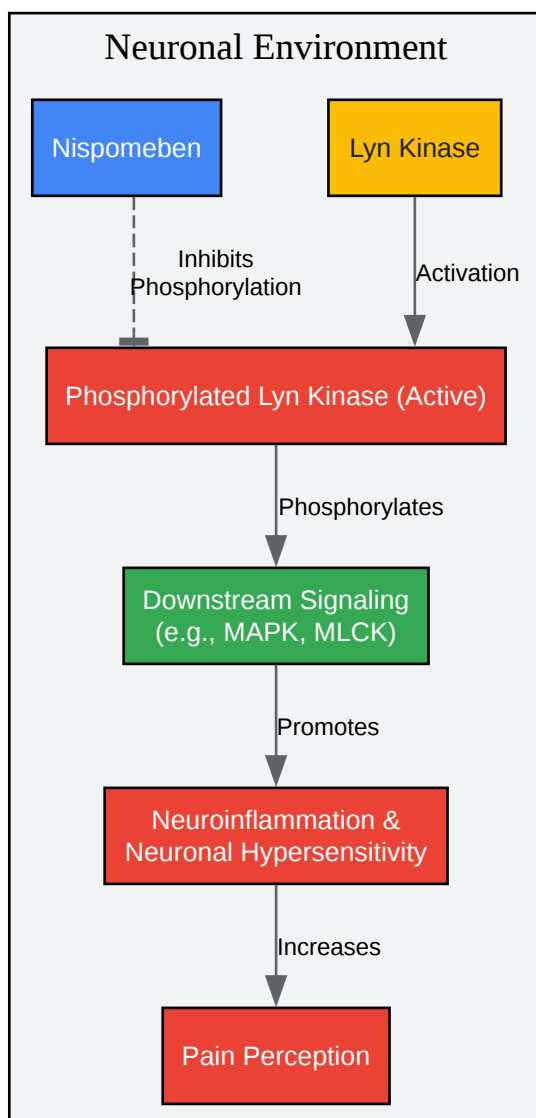 Neuronal Environment
Nispomeben
Lyn Kinase
Inhibits
Phosphorylation
Activation
Phosphorylated Lyn Kinase (Active)
Phosphorylates
Downstream Signaling
(e.g., MAPK, MLCK)
Promotes
Neuroinflammation &
Neuronal Hypersensitivity
Increases
Pain Perception